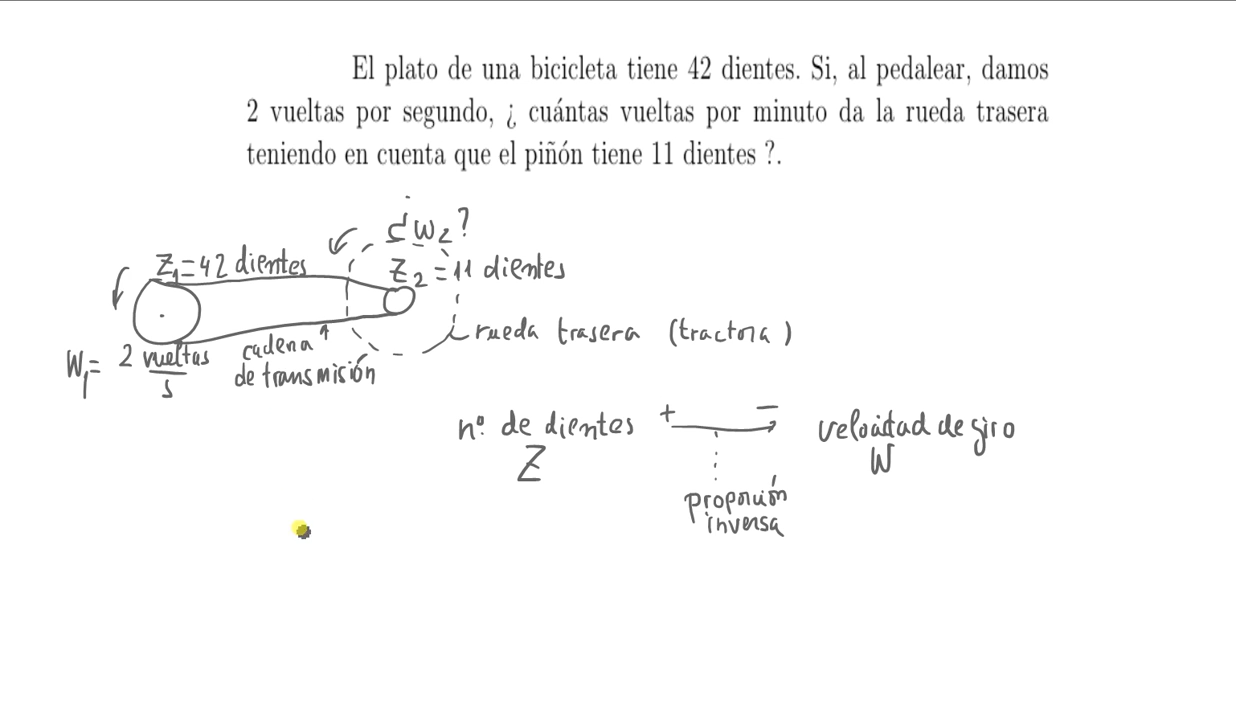 El plato de una bicicleta tiene 42 dientes. Si, al pedalear, damos
2 vueltas por segundo, ¿ cuántas vueltas por minuto da la rueda trasera
teniendo en cuenta que el piñón tiene 11 dientes ?.
¿W₂?
Z₁=42 dientes
Z₂=11 dientes
rueda trasera (tractora)
W₁= 2 vueltas/s
cadena
de transmisión
nº de dientes + → − velocidad de giro
Z W
proporción
inversa